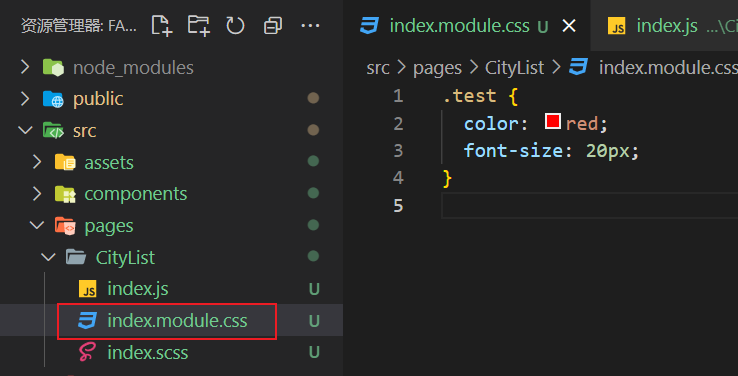 资源管理器: FA...
node_modules
public
src
assets
components
pages
CityList
index.js U
index.module.css U
index.scss U
index.module.css U
index.js ...\Ci
src > pages > CityList > index.module.css
1 .test {
2 color: red;
3 font-size: 20px;
4 }
5